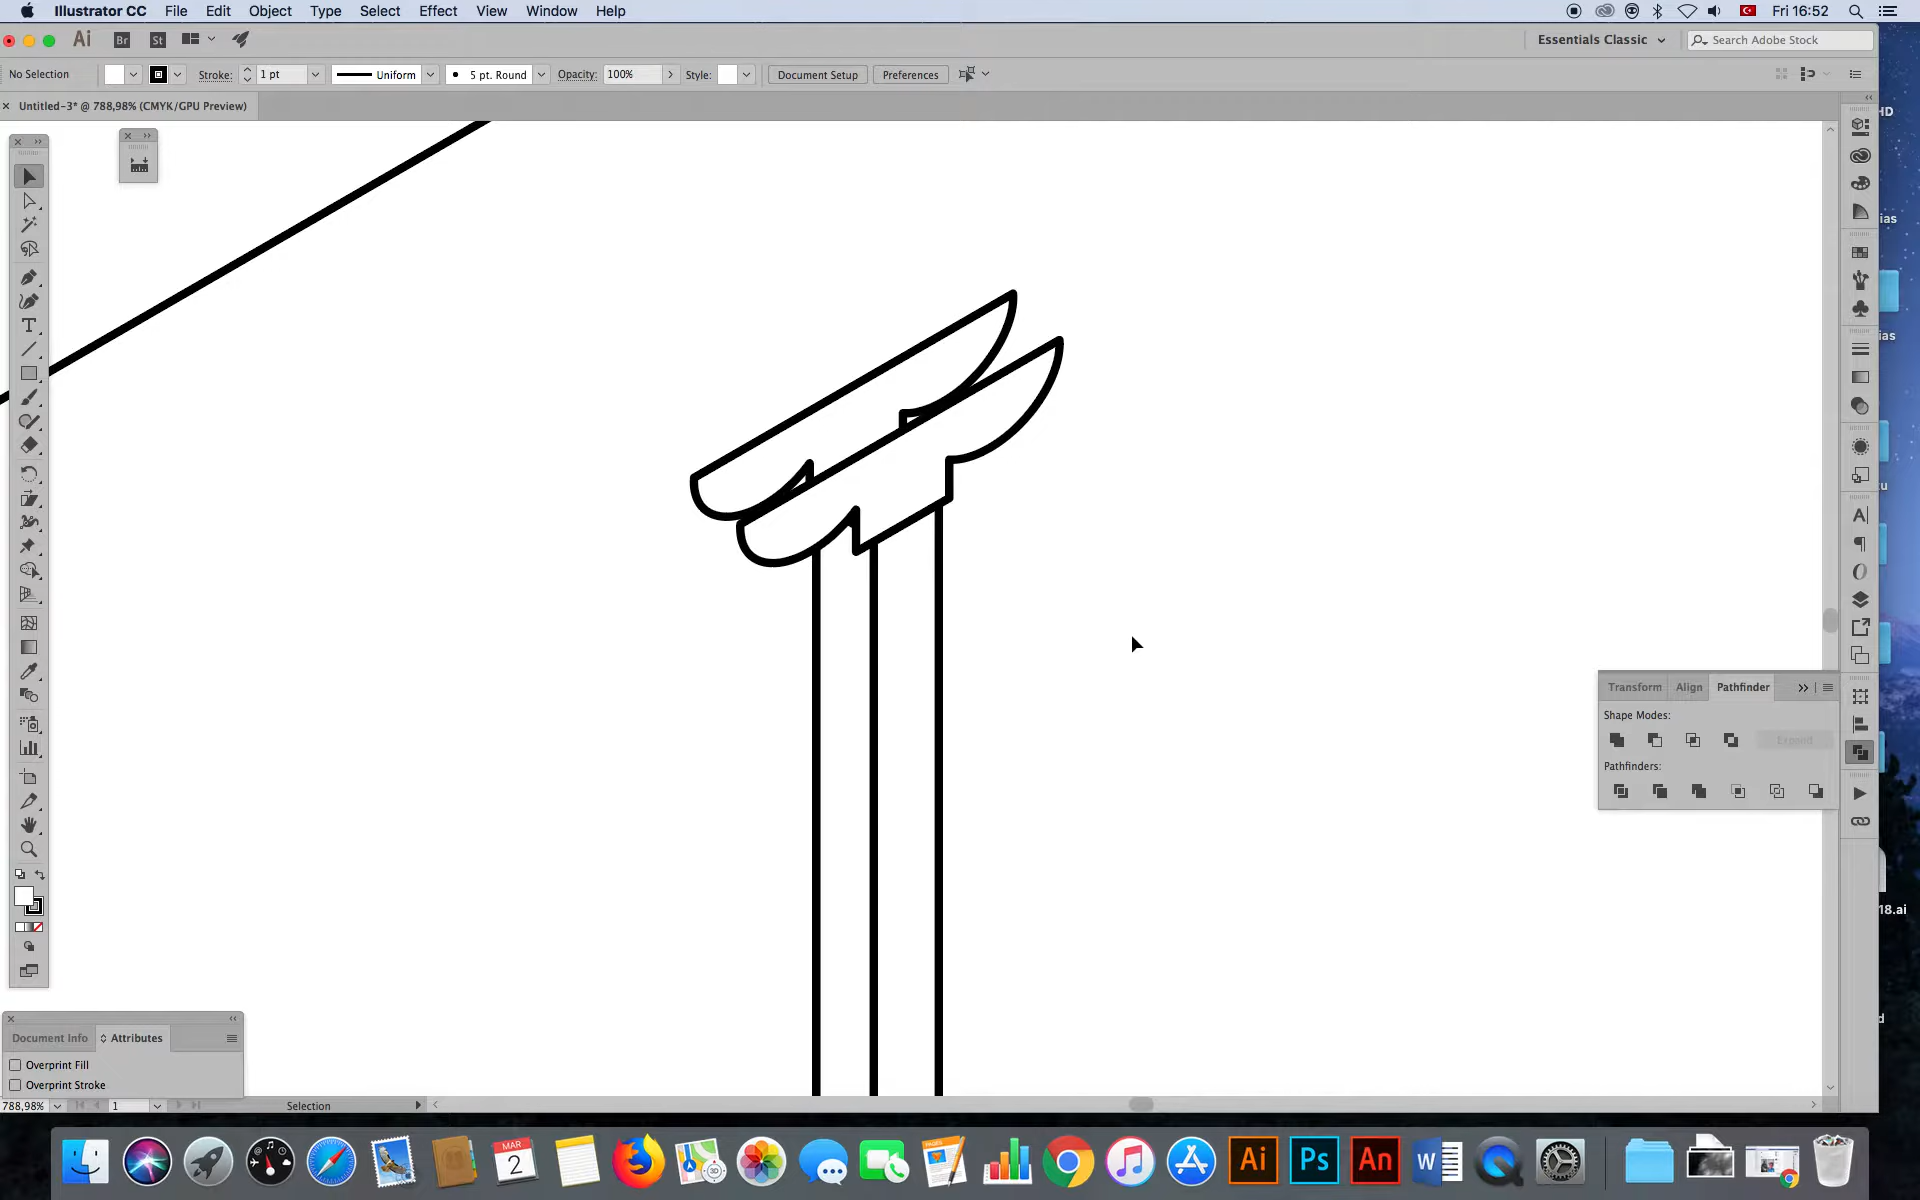 Illustrator CC File Edit Object Type Select Effect View Window Help Fri 16:52
Ai Br St Essentials Classic Search Adobe Stock
No Selection Stroke: 1 pt Uniform 5 pt. Round Opacity: 100% Style: Document Setup Preferences
Untitled-3* @ 788,98% (CMYK/GPU Preview)
HD
ias
ias
Transform Align Pathfinder
Shape Modes:
Expand
Pathfinders:
18.ai
Document Info Attributes
Overprint Fill
Overprint Stroke
788,98% 1 Selection
MAR
2
PAGES
Ai Ps An W